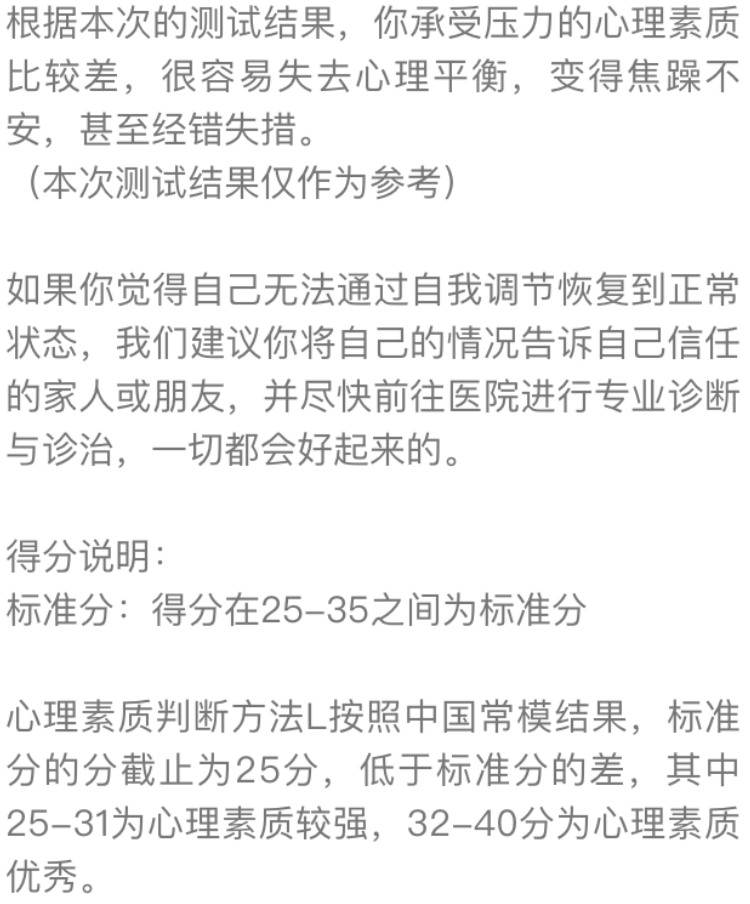 根据本次的测试结果，你承受压力的心理素质
比较差，很容易失去心理平衡，变得焦躁不
安，甚至经错失措。
（本次测试结果仅作为参考）
如果你觉得自己无法通过自我调节恢复到正常
状态，我们建议你将自己的情况告诉自己信任
的家人或朋友，并尽快前往医院进行专业诊断
与诊治，一切都会好起来的。
得分说明：
标准分：得分在25-35之间为标准分
心理素质判断方法L按照中国常模结果，标准
分的分截止为25分，低于标准分的差，其中
25-31为心理素质较强，32-40分为心理素质
优秀。